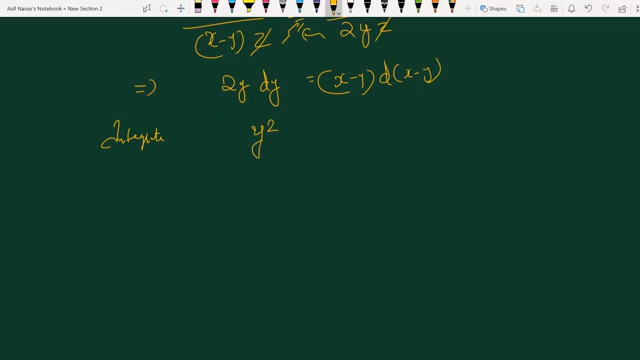 Asif Navas's Notebook » New Section 2
Shapes
(x-y) z 2y z
=> 2y dy = (x-y) d(x-y)
Integrate y²